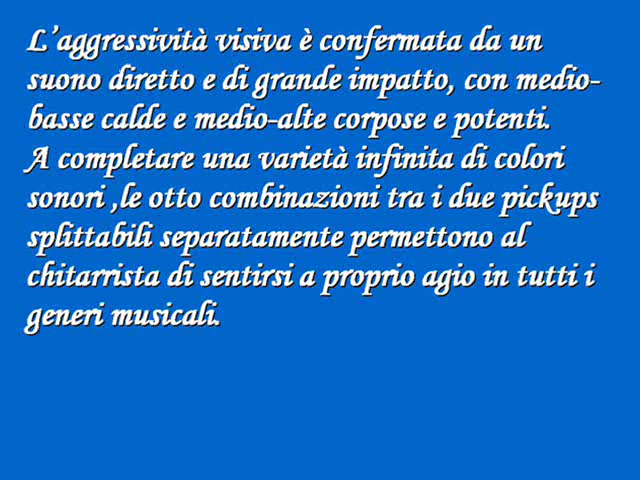 L’aggressività visiva è confermata da un
suono diretto e di grande impatto, con medio-
basse calde e medio-alte corpose e potenti.
A completare una varietà infinita di colori
sonori ,le otto combinazioni tra i due pickups
splittabili separatamente permettono al
chitarrista di sentirsi a proprio agio in tutti i
generi musicali.